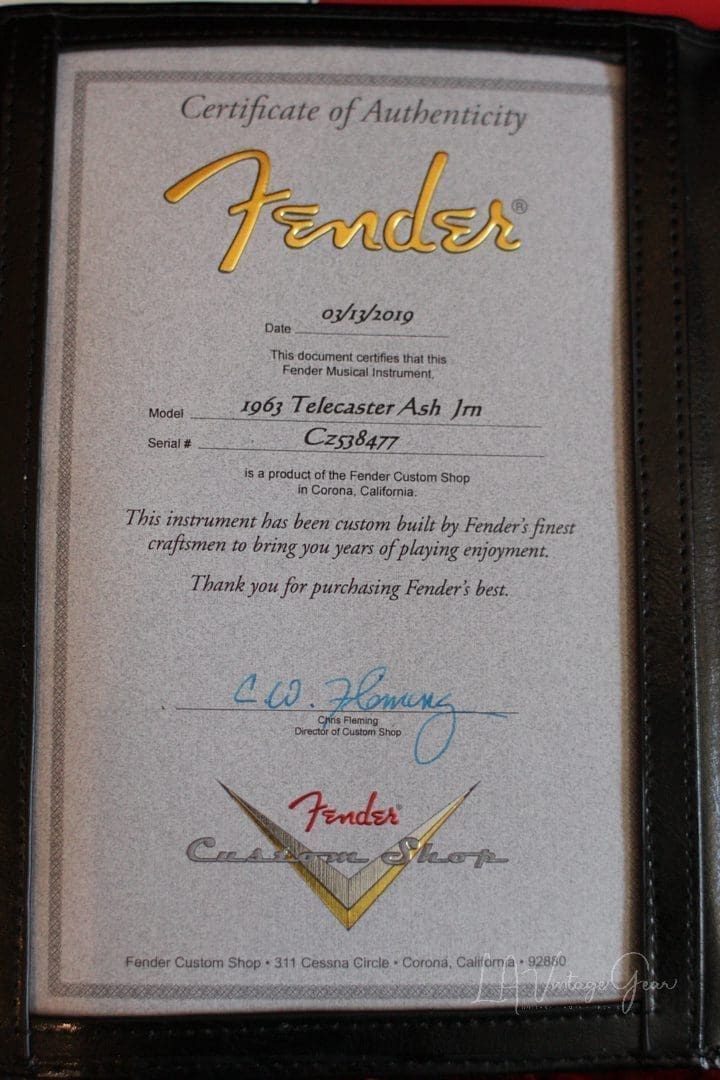 Certificate of Authenticity
Fender®
Date 03/13/2019
This document certifies that this
Fender Musical Instrument,
Model 1963 Telecaster Ash Jrn
Serial # Cz538477
is a product of the Fender Custom Shop
in Corona, California.
This instrument has been custom built by Fender's finest
craftsmen to bring you years of playing enjoyment.
Thank you for purchasing Fender's best.
C.W. Fleming
Chris Fleming
Director of Custom Shop
Fender®
Custom Shop
Fender Custom Shop • 311 Cessna Circle • Corona, California • 92880
LA Vintage Gear